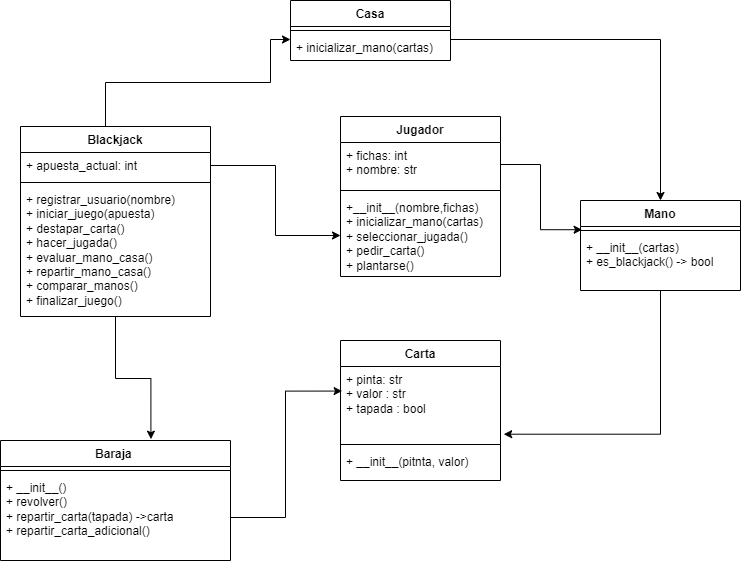 Casa
+ inicializar_mano(cartas)
Blackjack
+ apuesta_actual: int
+ registrar_usuario(nombre)
+ iniciar_juego(apuesta)
+ destapar_carta()
+ hacer_jugada()
+ evaluar_mano_casa()
+ repartir_mano_casa()
+ comparar_manos()
+ finalizar_juego()
Jugador
+ fichas: int
+ nombre: str
+__init__(nombre,fichas)
+ inicializar_mano(cartas)
+ seleccionar_jugada()
+ pedir_carta()
+ plantarse()
Mano
+ __init__(cartas)
+ es_blackjack() -> bool
Carta
+ pinta: str
+ valor : str
+ tapada : bool
+ __init__(pitnta, valor)
Baraja
+ __init__()
+ revolver()
+ repartir_carta(tapada) ->carta
+ repartir_carta_adicional()